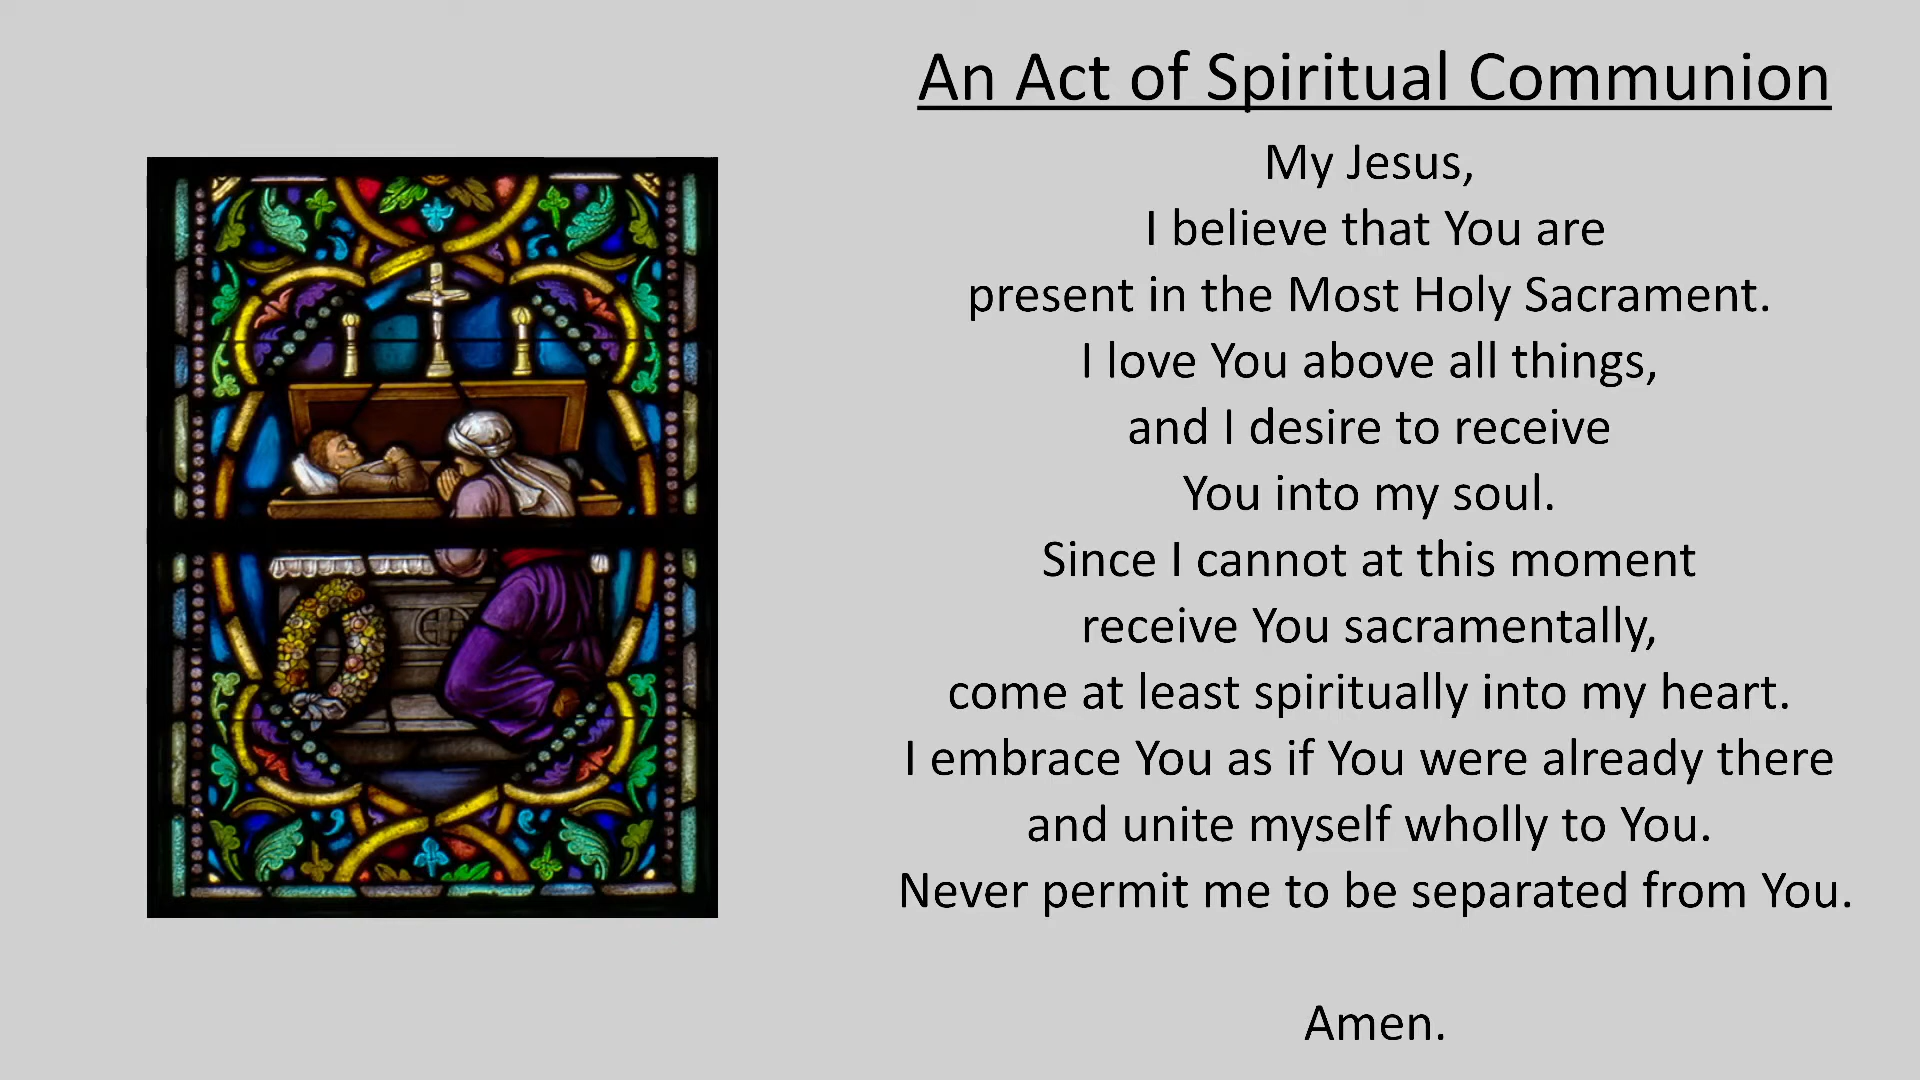 An Act of Spiritual Communion
My Jesus,
I believe that You are
present in the Most Holy Sacrament.
I love You above all things,
and I desire to receive
You into my soul.
Since I cannot at this moment
receive You sacramentally,
come at least spiritually into my heart.
I embrace You as if You were already there
and unite myself wholly to You.
Never permit me to be separated from You.
Amen.